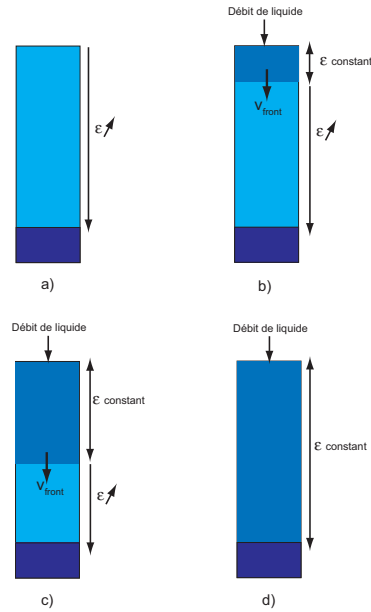 Débit de liquide
ε constant
V front
ε
ε
a)
b)
Débit de liquide
Débit de liquide
ε constant
ε constant
V front
ε
c)
d)